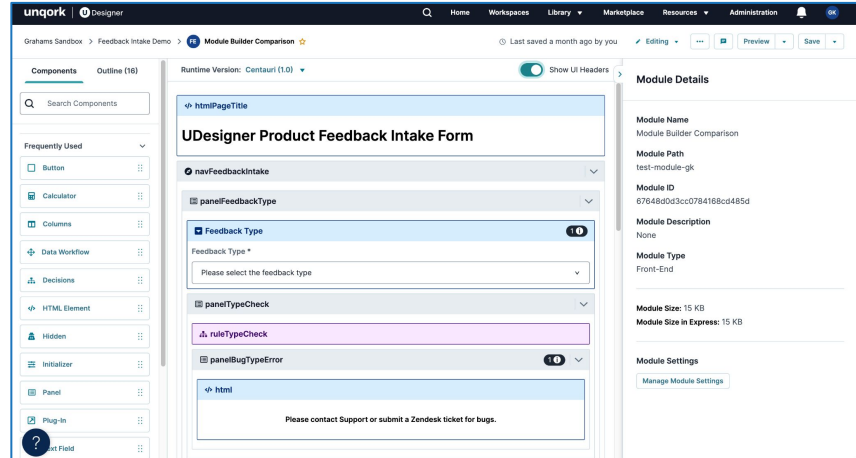 unqork | U Designer
Home Workspaces Library Marketplace Resources Administration GK
Grahams Sandbox > Feedback Intake Demo > FE Module Builder Comparison
Last saved a month ago by you Editing Preview Save
Components Outline (16)
Search Components
Frequently Used
Button
Calculator
Columns
Data Workflow
Decisions
HTML Element
Hidden
Initializer
Panel
Plug-In
?
ext Field
Runtime Version: Centauri (1.0) Show UI Headers
</> htmlPageTitle
UDesigner Product Feedback Intake Form
navFeedbackIntake
panelFeedbackType
Feedback Type 1
Feedback Type *
Please select the feedback type
panelTypeCheck
ruleTypeCheck
panelBugTypeError 1
</> html
Please contact Support or submit a Zendesk ticket for bugs.
Module Details
Module Name
Module Builder Comparison
Module Path
test-module-gk
Module ID
67648d0d3cc0784168cd485d
Module Description
None
Module Type
Front-End
Module Size: 15 KB
Module Size in Express: 15 KB
Module Settings
Manage Module Settings